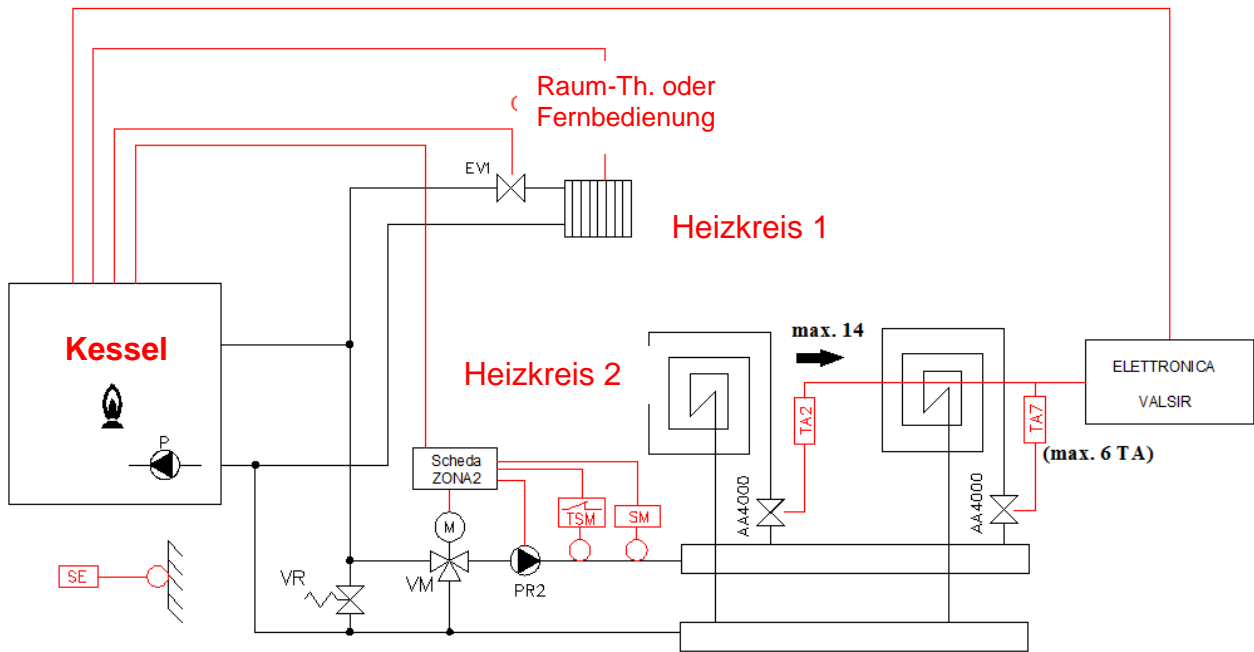 Raum-Th. oder
Fernbedienung
EV1
Heizkreis 1
Kessel
P
Heizkreis 2
max. 14
ELETTRONICA
VALSIR
TA2
TA7
(max. 6 TA)
Scheda
ZONA2
TSM
SM
AA4000
AA4000
M
SE
VR
VM
PR2